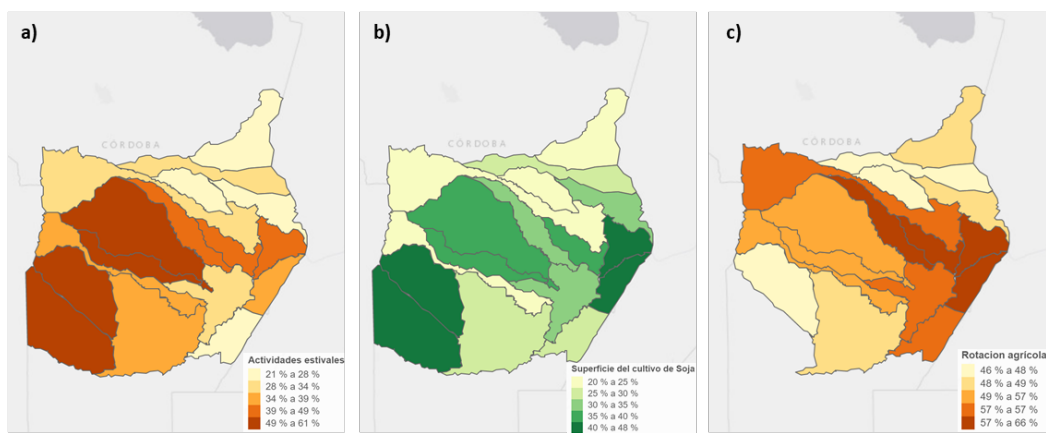 a)
CÓRDOBA
Actividades estivales
21 % a 28 %
28 % a 34 %
34 % a 39 %
39 % a 49 %
49 % a 61 %
b)
CÓRDOBA
Superficie del cultivo de Soja
20 % a 25 %
25 % a 30 %
30 % a 35 %
35 % a 40 %
40 % a 48 %
c)
CÓRDOBA
Rotacion agrícola
46 % a 48 %
48 % a 49 %
49 % a 57 %
57 % a 57 %
57 % a 66 %